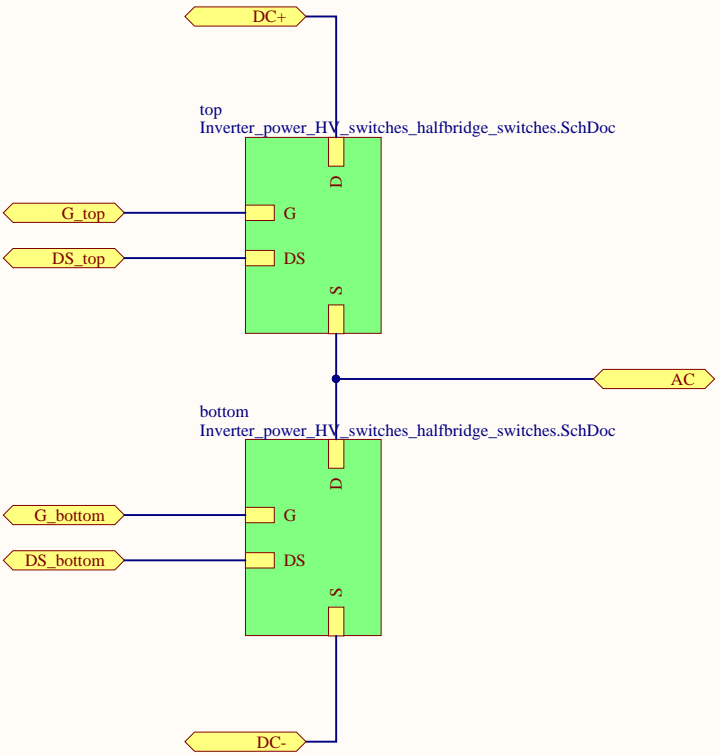 DC+
top
Inverter_power_HV_switches_halfbridge_switches.SchDoc
D
G_top
G
DS_top
DS
S
AC
bottom
Inverter_power_HV_switches_halfbridge_switches.SchDoc
D
G_bottom
G
DS_bottom
DS
S
DC-